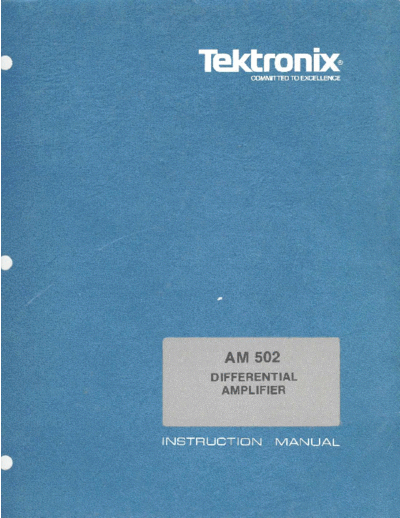 Tektronix®
COMMITTED TO EXCELLENCE
AM 502
DIFFERENTIAL
AMPLIFIER
INSTRUCTION MANUAL